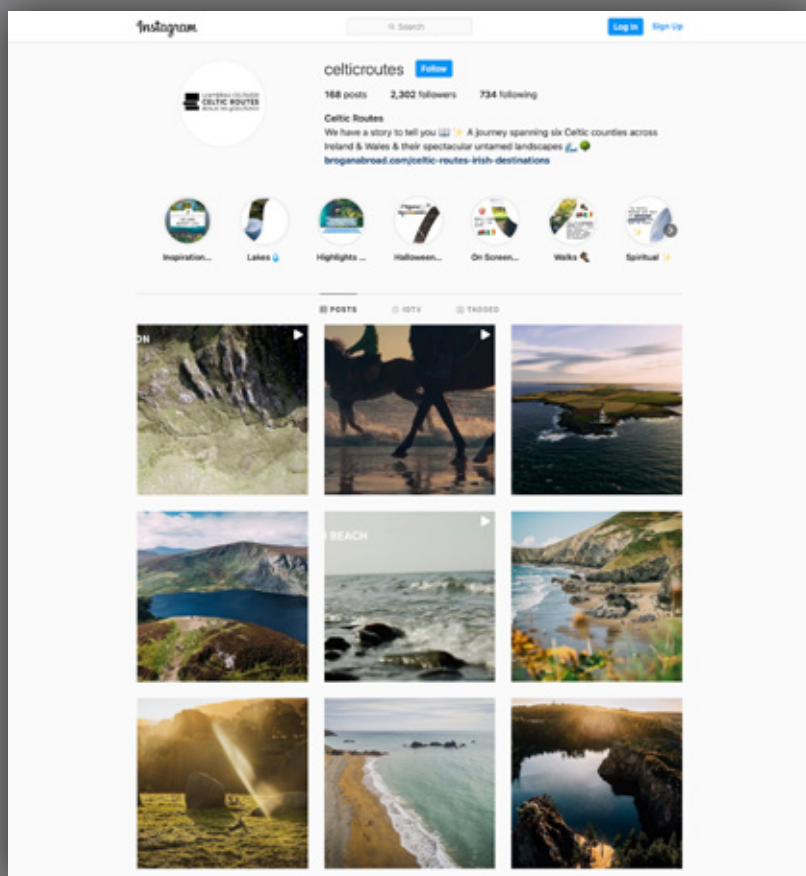 Instagram
Search
Log In Sign Up
celticroutes Follow
168 posts 2,302 followers 734 following
CELTIC ROUTES
Celtic Routes
We have a story to tell you 📖 ✨ A journey spanning six Celtic counties across
Ireland & Wales & their spectacular untamed landscapes 🌊 🌳
broganabroad.com/celtic-routes-irish-destinations
Inspiration... Lakes 💧 Highlights ... Halloween... On Screen... Walks 🥾 Spiritual ✨
POSTS IGTV TAGGED
ON
BEACH